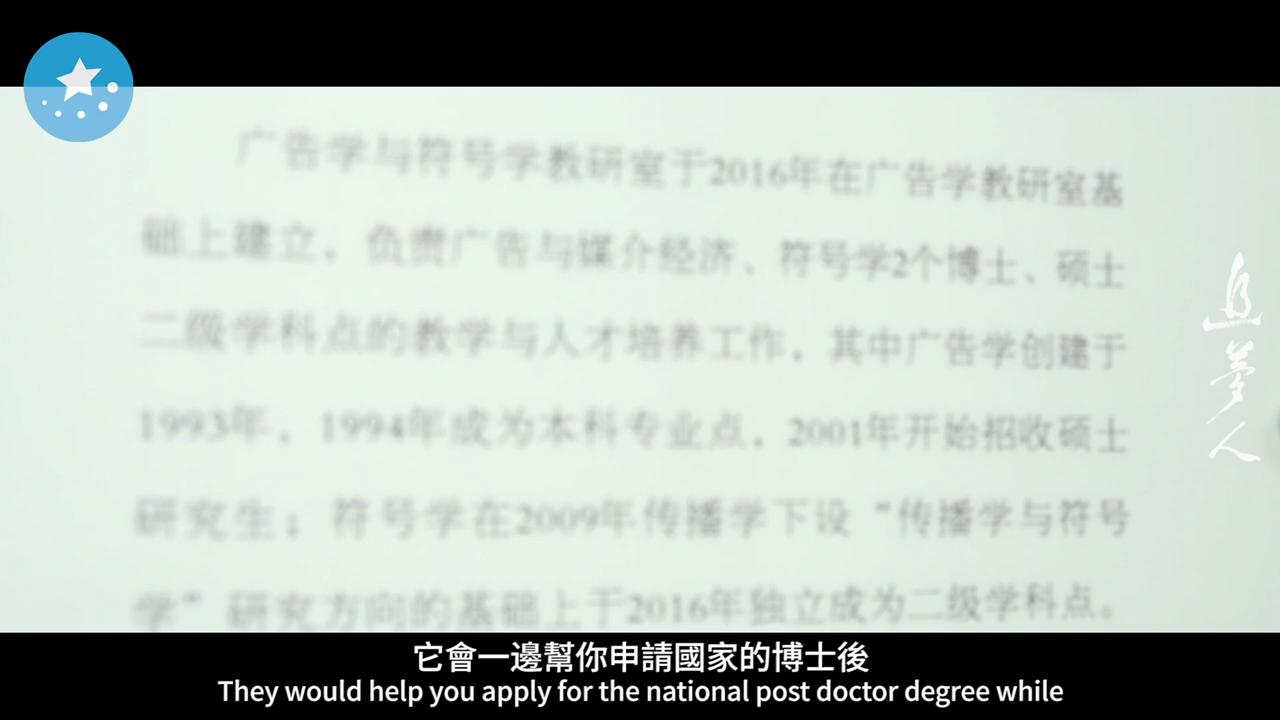 广告学与符号学教研室于2016年在广告学教研室基
础上建立，负责广告与媒介经济、符号学2个博士、硕士
二级学科点的教学与人才培养工作，其中广告学创建于
1993年，1994年成为本科专业点，2001年开始招收硕士
研究生；符号学在2009年传播学下设“传播学与符号
学”研究方向的基础上于2016年独立成为二级学科点。
追夢人
它會一邊幫你申請國家的博士後
They would help you apply for the national post doctor degree while